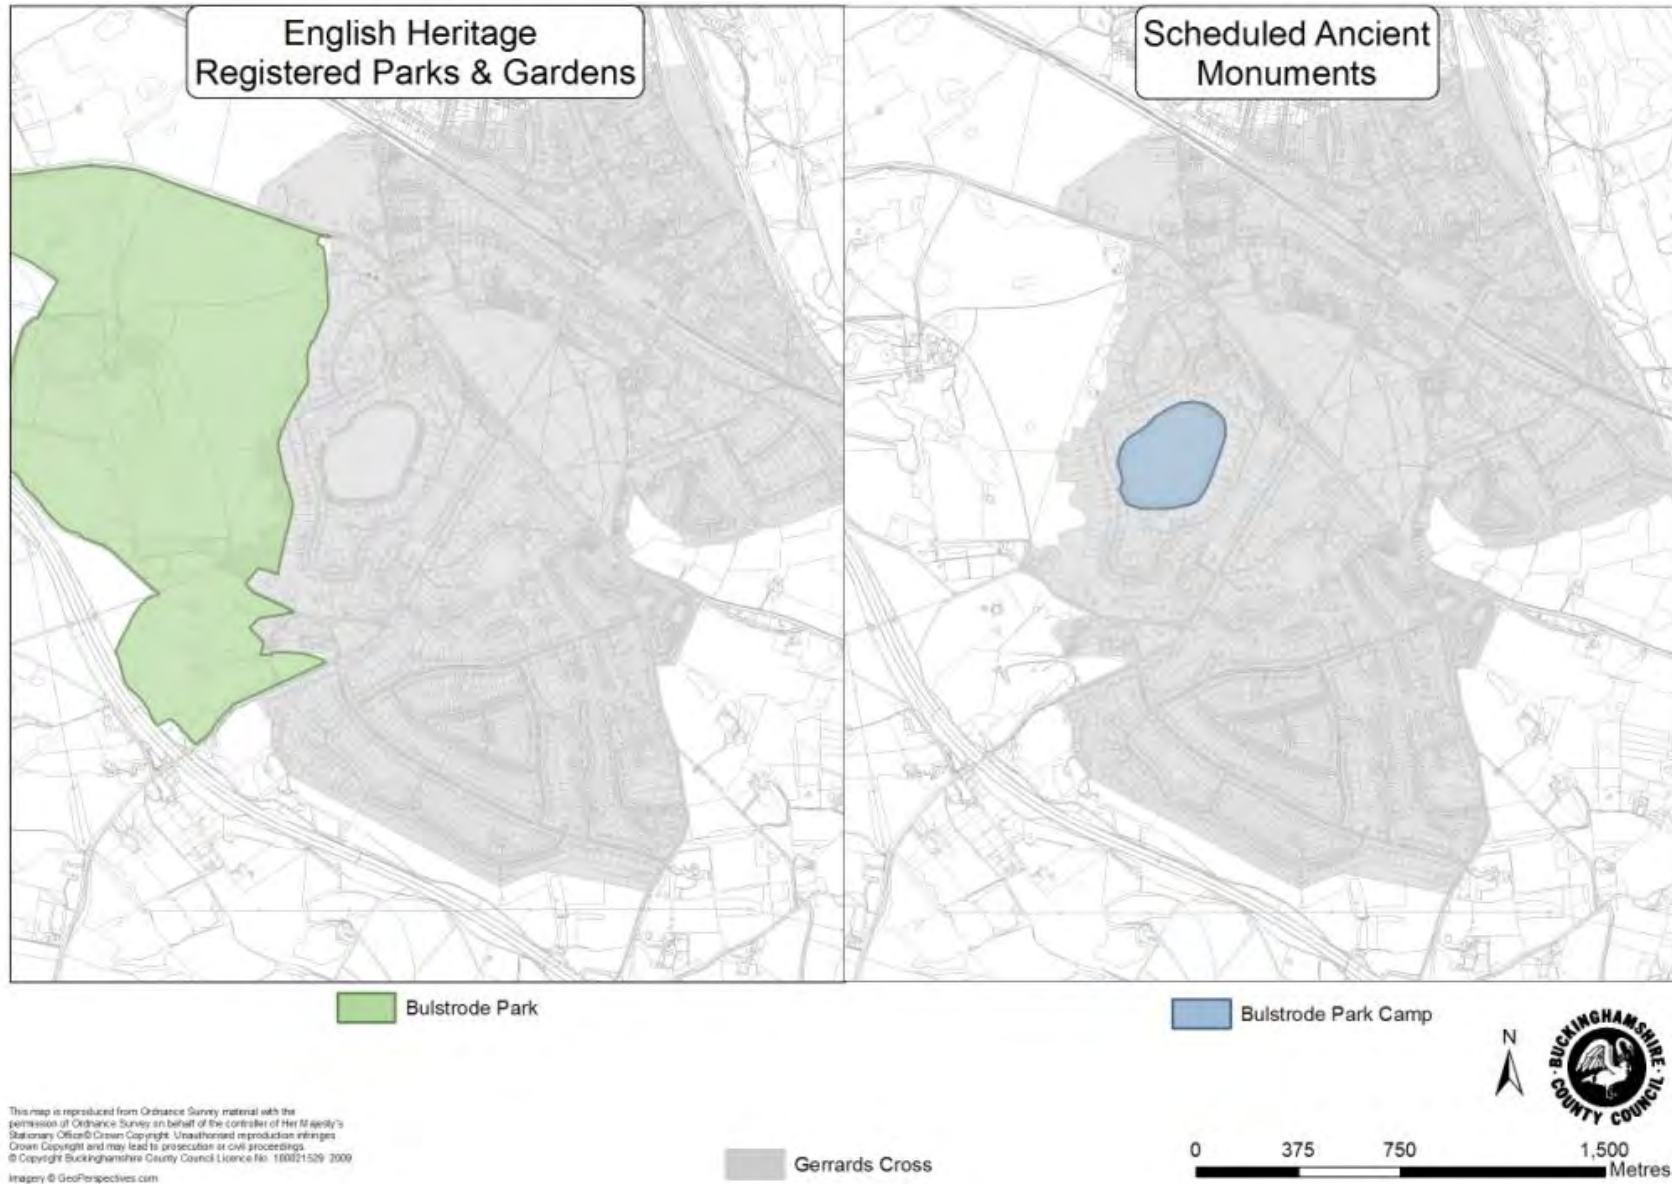 English Heritage
Registered Parks & Gardens
Scheduled Ancient
Monuments
Bulstrode Park
Bulstrode Park Camp
N
BUCKINGHAMSHIRE
COUNTY COUNCIL
This map is reproduced from Ordnance Survey material with the
permission of Ordnance Survey on behalf of the controller of Her Majesty's
Stationary Office © Crown Copyright. Unauthorised reproduction infringes
Crown Copyright and may lead to prosecution or civil proceedings.
© Copyright Buckinghamshire County Council Licence No. 100021529 2009
Imagery © GeoPerspectives.com
Gerrards Cross
0 375 750 1,500
Metres